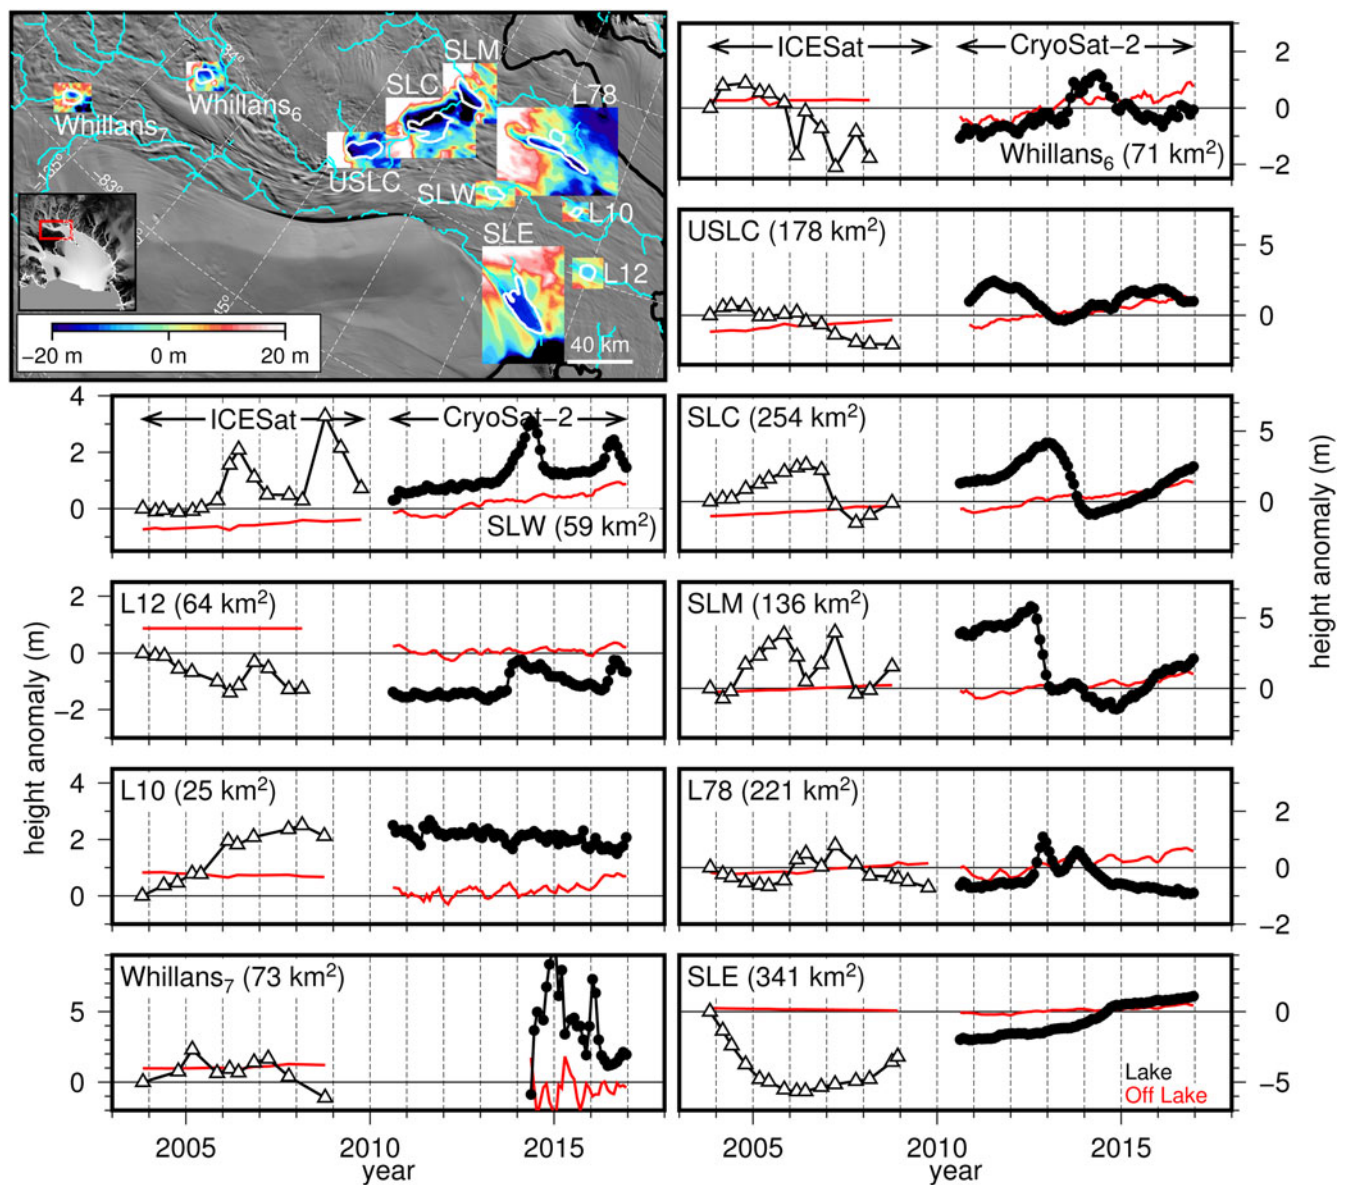 SLM
SLC
L78
84°
Whillans6
Whillans7
USLC
SLW
L10
SLE
L12
−135°
−83°
45°
−20 m 0 m 20 m
40 km
ICESat CryoSat−2
2
0
−2
Whillans6 (71 km2)
USLC (178 km2)
5
0
4
2
0
ICESat CryoSat−2
SLW (59 km2)
SLC (254 km2)
5
0
L12 (64 km2)
2
0
−2
SLM (136 km2)
5
0
L10 (25 km2)
4
2
0
L78 (221 km2)
2
0
−2
Whillans7 (73 km2)
5
0
SLE (341 km2)
0
−5
Lake
Off Lake
height anomaly (m)
height anomaly (m)
2005 2010 2015
year
2005 2010 2015
year